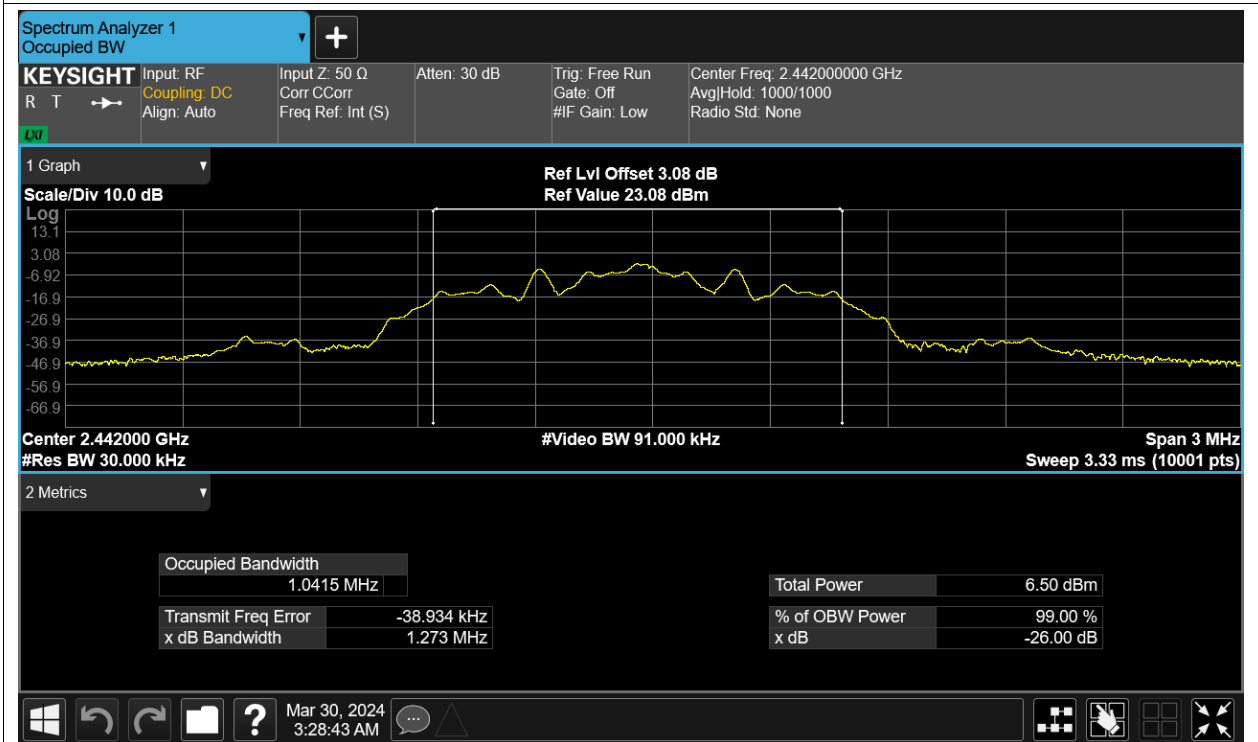 Spectrum Analyzer 1
Occupied BW
KEYSIGHT
R T
LXI
Input: RF
Coupling: DC
Align: Auto
Input Z: 50 Ω
Corr CCorr
Freq Ref: Int (S)
Atten: 30 dB
Trig: Free Run
Gate: Off
#IF Gain: Low
Center Freq: 2.442000000 GHz
Avg|Hold: 1000/1000
Radio Std: None
1 Graph
Scale/Div 10.0 dB
Ref Lvl Offset 3.08 dB
Ref Value 23.08 dBm
Log
13.1
3.08
-6.92
-16.9
-26.9
-36.9
-46.9
-56.9
-66.9
Center 2.442000 GHz
#Res BW 30.000 kHz
#Video BW 91.000 kHz
Span 3 MHz
Sweep 3.33 ms (10001 pts)
2 Metrics
Occupied Bandwidth
1.0415 MHz
Transmit Freq Error -38.934 kHz
x dB Bandwidth 1.273 MHz
Total Power 6.50 dBm
% of OBW Power 99.00 %
x dB -26.00 dB
?
Mar 30, 2024
3:28:43 AM